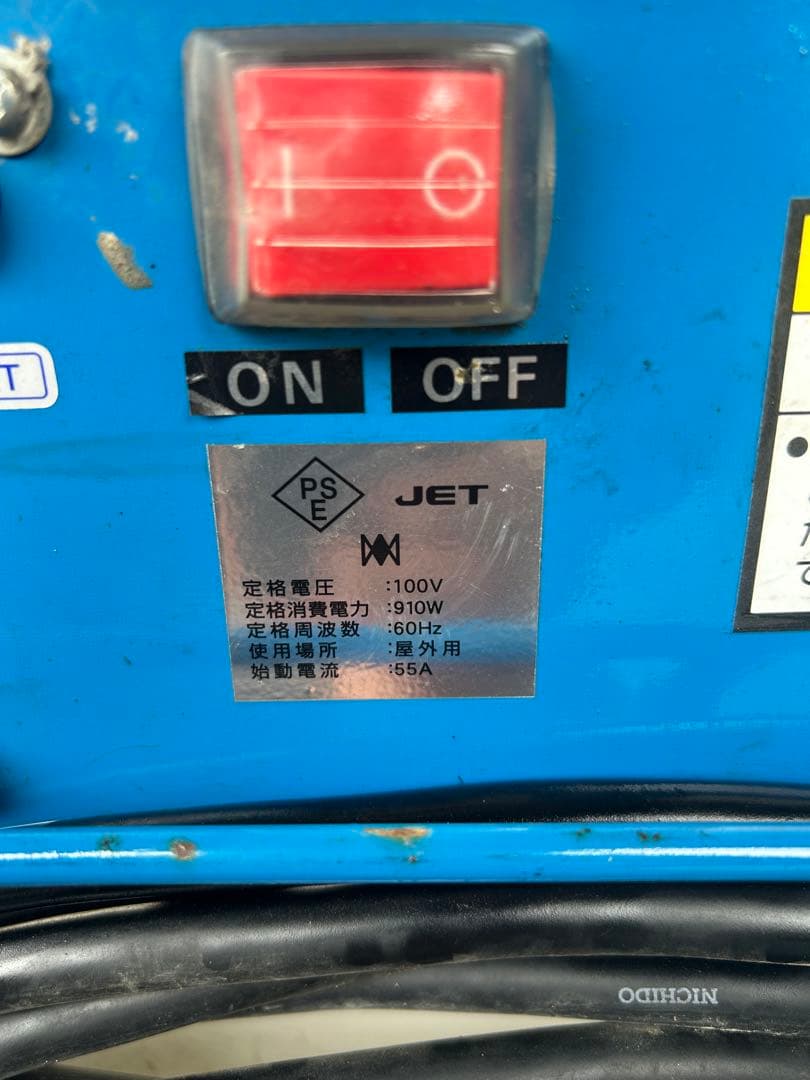 I O
ON OFF
T
PS
E
JET
定格電圧 :100V
定格消費電力 :910W
定格周波数 :60Hz
使用場所 :屋外用
始動電流 :55A
NICHIDO